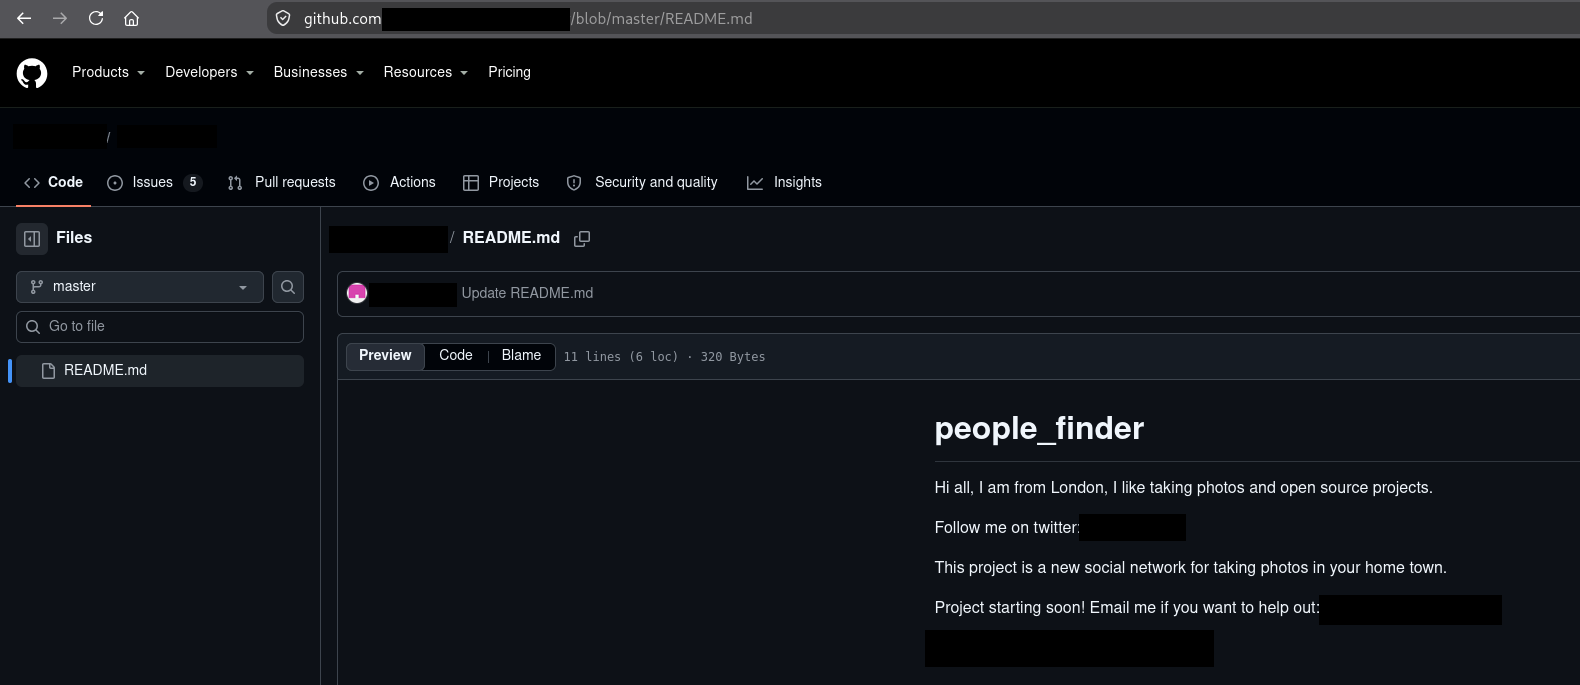 github.com /blob/master/README.md
Products Developers Businesses Resources Pricing
/
Code Issues 5 Pull requests Actions Projects Security and quality Insights
Files
/ README.md
master
Update README.md
Go to file
Preview Code Blame 11 lines (6 loc) · 320 Bytes
README.md
people_finder
Hi all, I am from London, I like taking photos and open source projects.
Follow me on twitter:
This project is a new social network for taking photos in your home town.
Project starting soon! Email me if you want to help out: